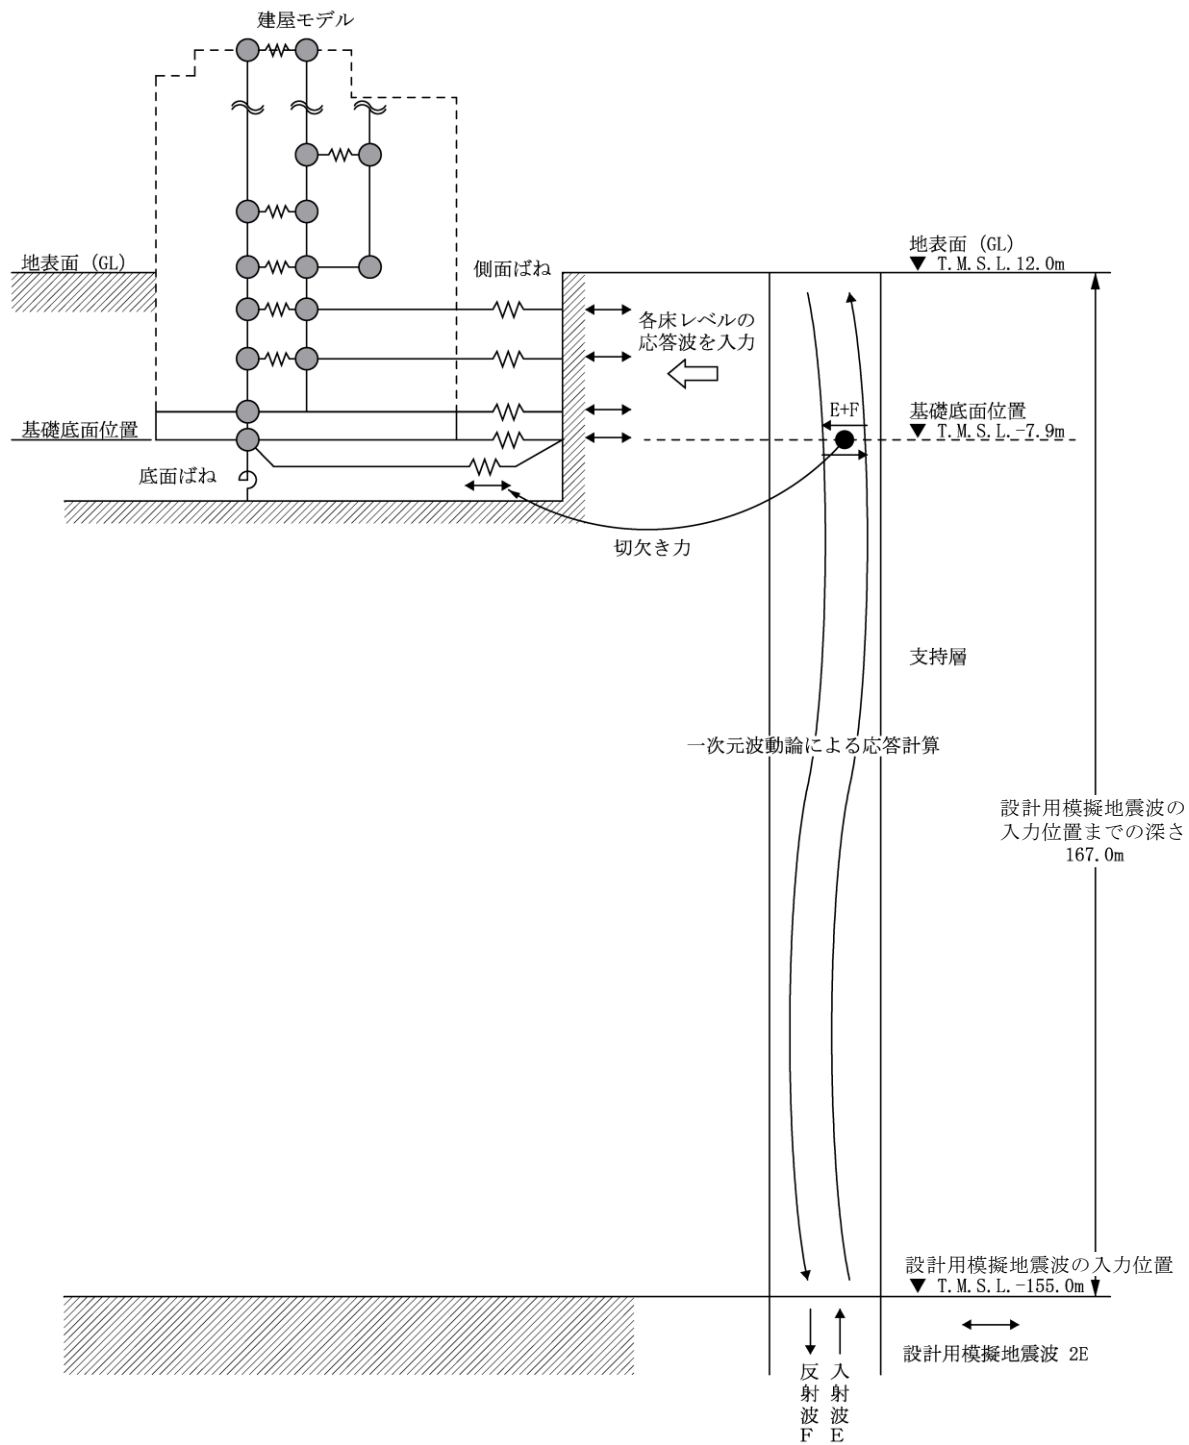 建屋モデル
地表面 (GL)
側面ばね
地表面 (GL)
▼ T.M.S.L.12.0m
各床レベルの
応答波を入力
E+F
基礎底面位置
▼ T.M.S.L.-7.9m
基礎底面位置
底面ばね
切欠き力
支持層
一次元波動論による応答計算
設計用模擬地震波の
入力位置までの深さ
167.0m
設計用模擬地震波の入力位置
▼ T.M.S.L.-155.0m
設計用模擬地震波 2E
反射波F
入射波E